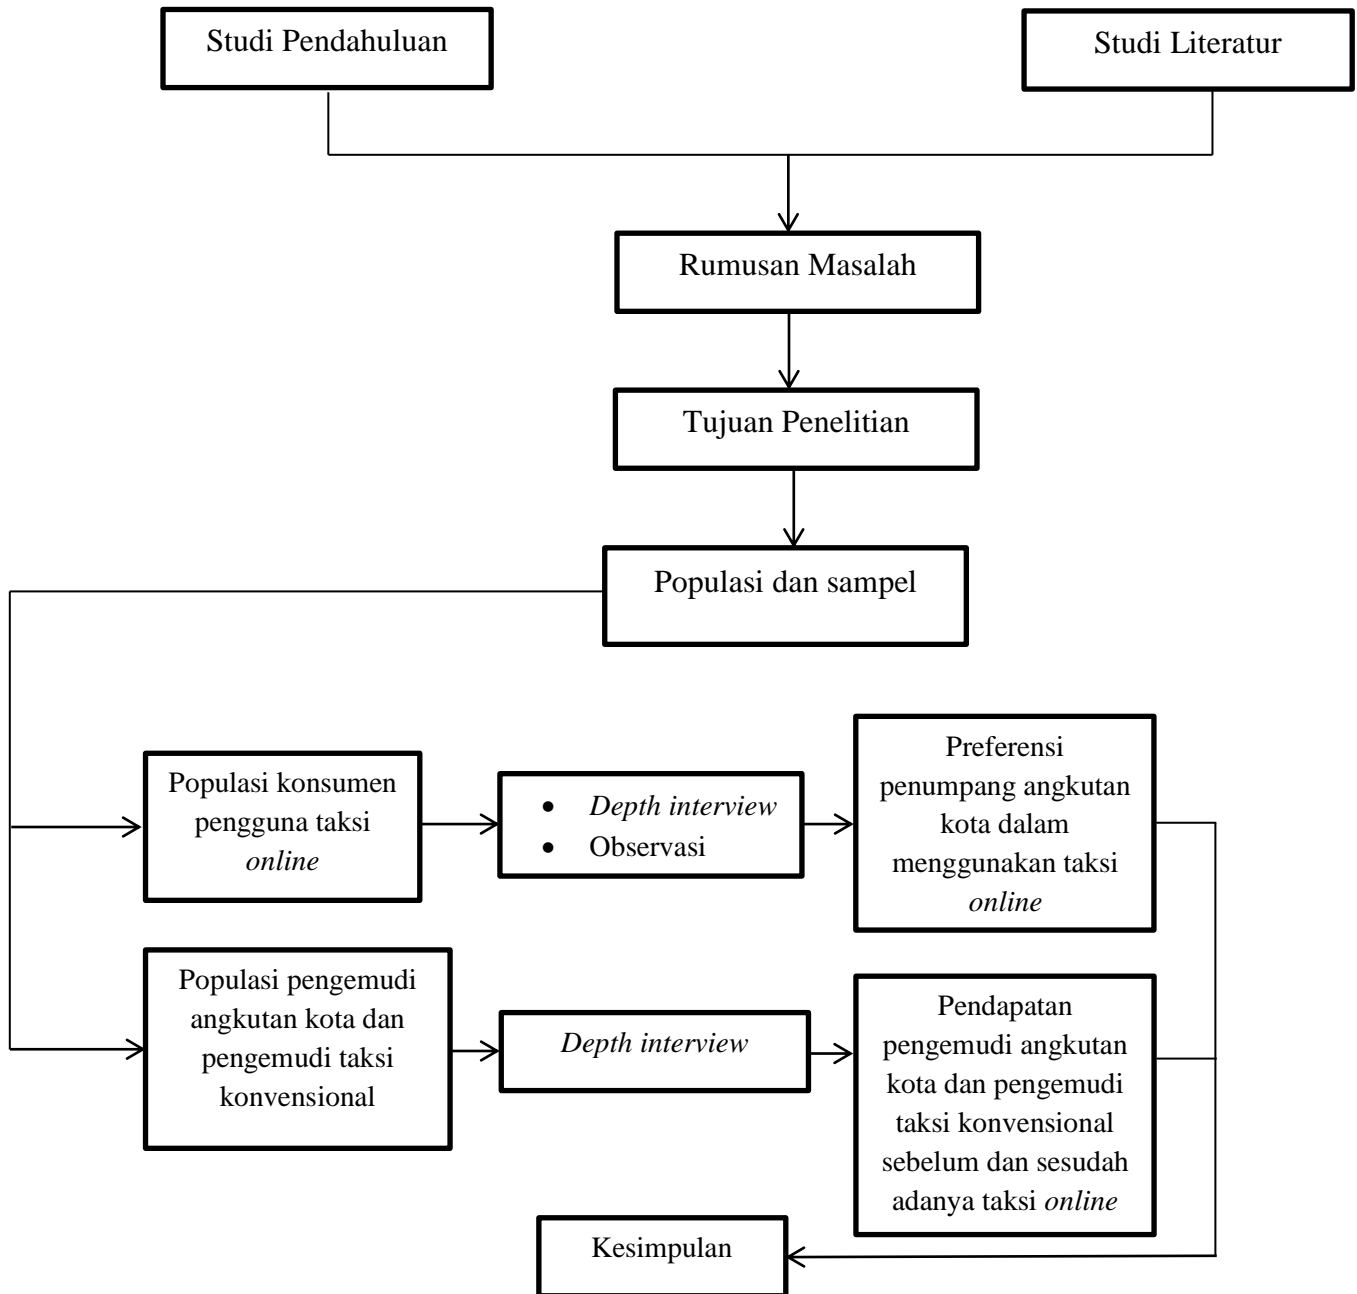 Studi Pendahuluan
Studi Literatur
Rumusan Masalah
Tujuan Penelitian
Populasi dan sampel
Populasi konsumen
pengguna taksi
online
• Depth interview
• Observasi
Preferensi
penumpang angkutan
kota dalam
menggunakan taksi
online
Populasi pengemudi
angkutan kota dan
pengemudi taksi
konvensional
Depth interview
Pendapatan
pengemudi angkutan
kota dan pengemudi
taksi konvensional
sebelum dan sesudah
adanya taksi online
Kesimpulan